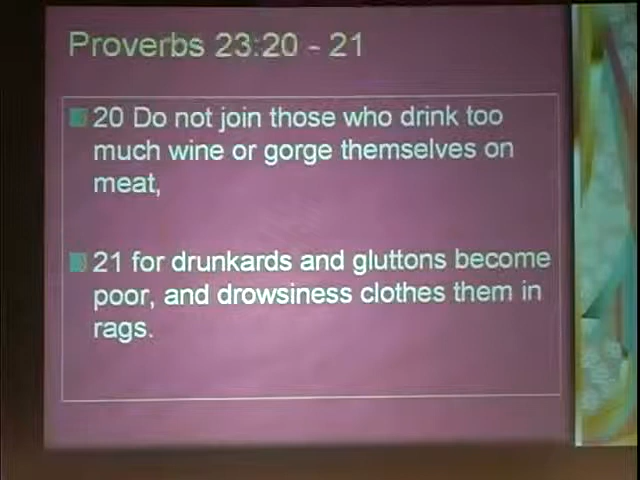 Proverbs 23:20 - 21
20 Do not join those who drink too
much wine or gorge themselves on
meat,
21 for drunkards and gluttons become
poor, and drowsiness clothes them in
rags.